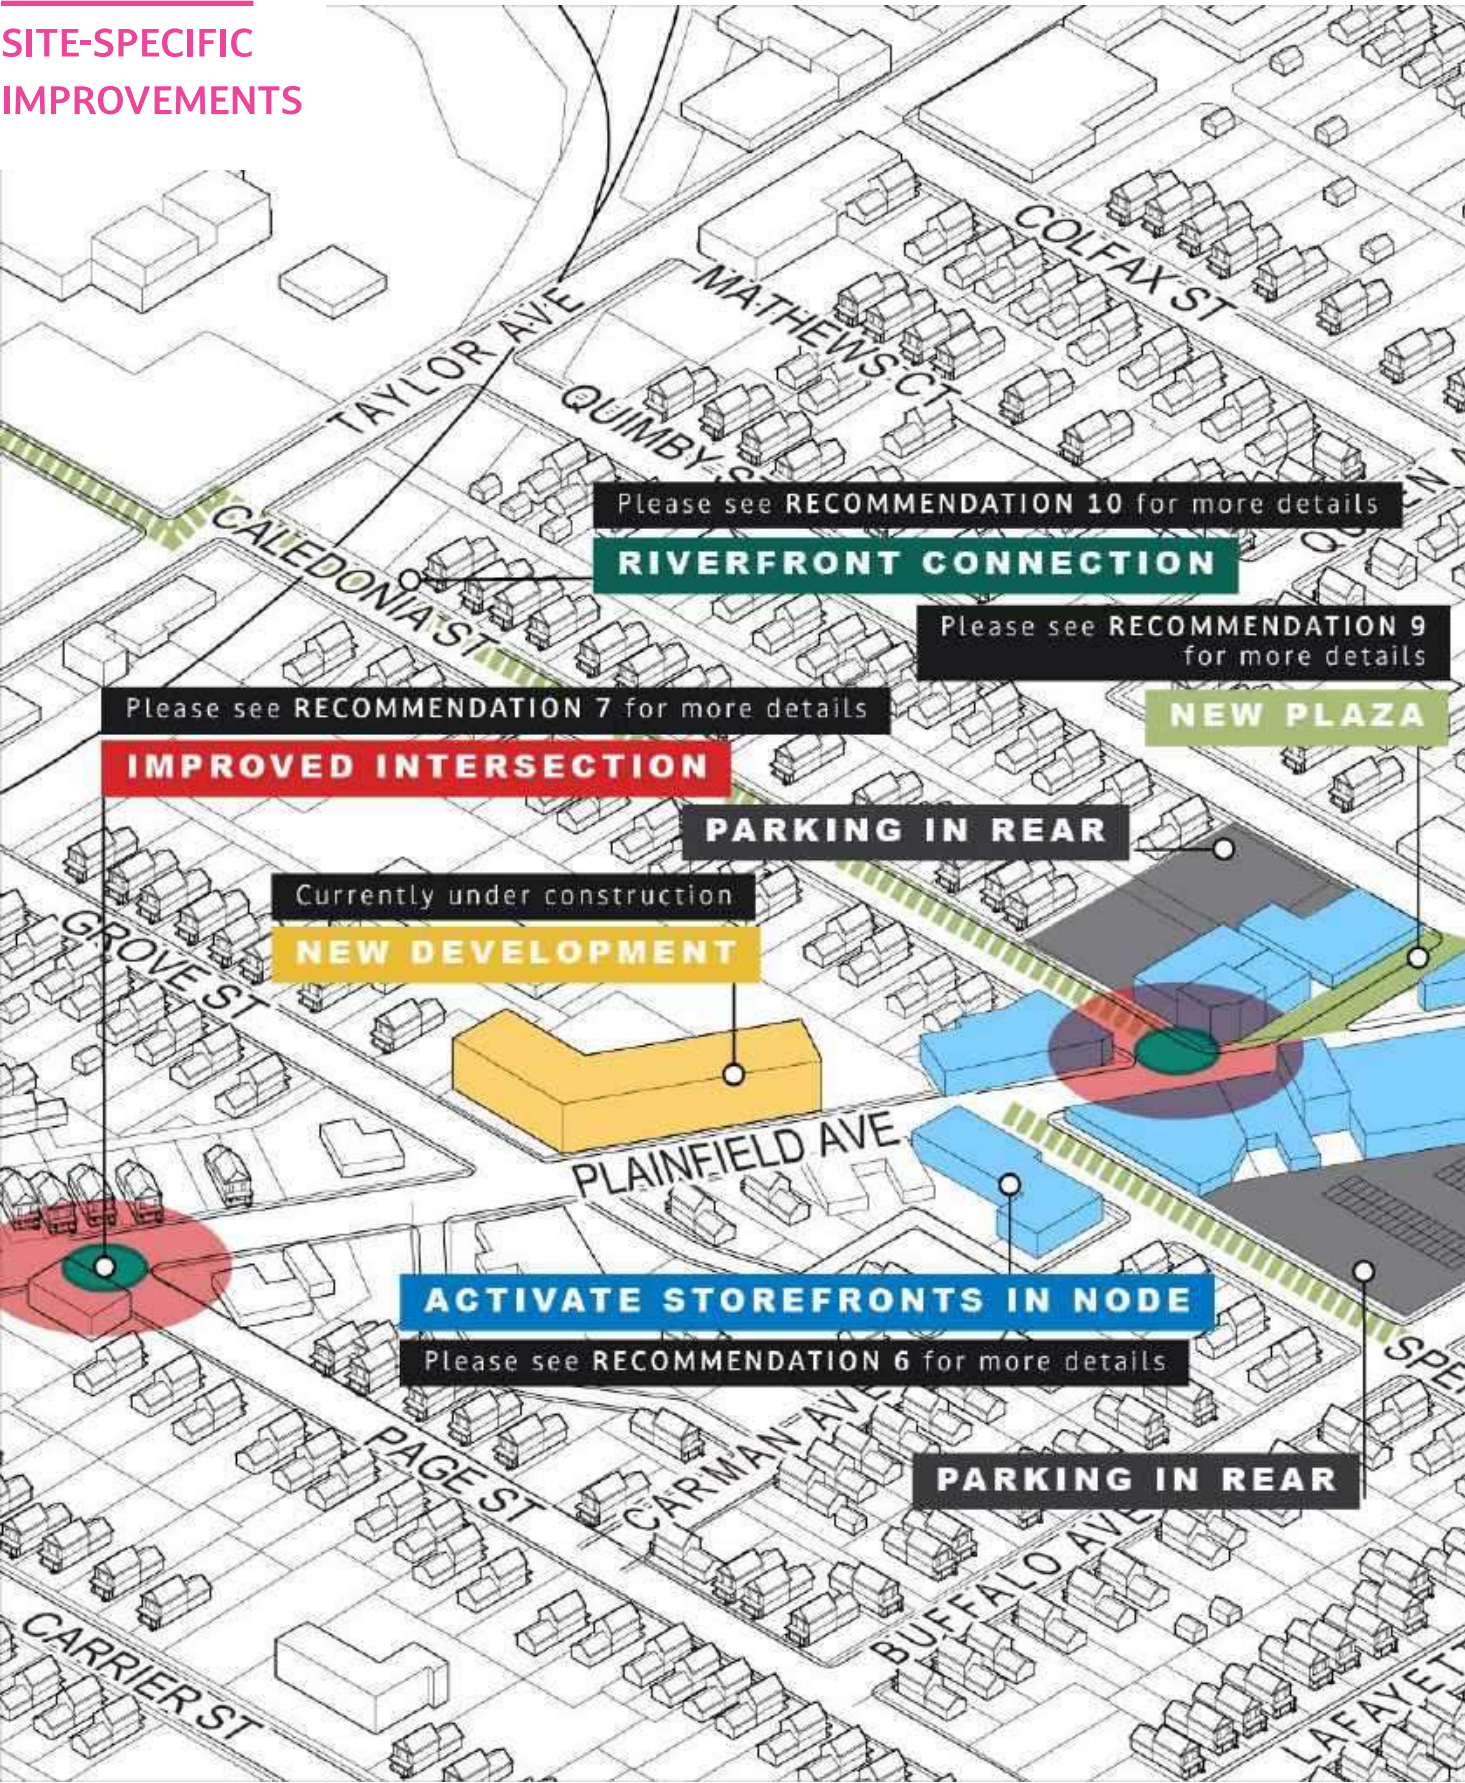 SITE-SPECIFIC
IMPROVEMENTS
COLFAX ST
MATHEWS CT
TAYLOR AVE
QUIMBY ST
Please see RECOMMENDATION 10 for more details
RIVERFRONT CONNECTION
CALEDONIA ST
Please see RECOMMENDATION 9
for more details
NEW PLAZA
Please see RECOMMENDATION 7 for more details
IMPROVED INTERSECTION
PARKING IN REAR
Currently under construction
NEW DEVELOPMENT
GROVE ST
PLAINFIELD AVE
ACTIVATE STOREFRONTS IN NODE
Please see RECOMMENDATION 6 for more details
PAGE ST
CARMAN AVE
PARKING IN REAR
BUFFALO AVE
CARRIER ST